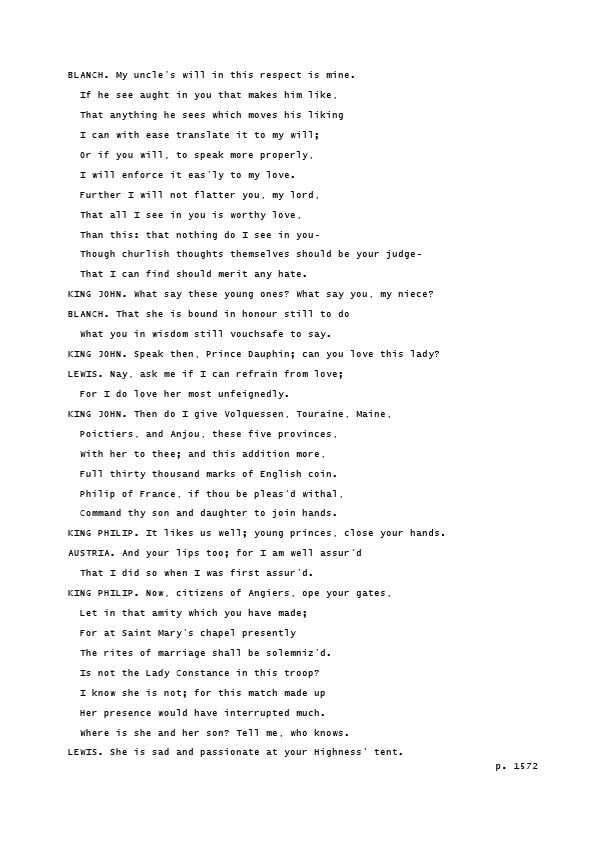 BLANCH. My uncle's will in this respect is mine.
If he see aught in you that makes him like,
That anything he sees which moves his liking
I can with ease translate it to my will;
Or if you will, to speak more properly,
I will enforce it eas'ly to my love.
Further I will not flatter you, my lord,
That all I see in you is worthy love,
Than this: that nothing do I see in you-
Though churlish thoughts themselves should be your judge-
That I can find should merit any hate.
KING JOHN. What say these young ones? What say you, my niece?
BLANCH. That she is bound in honour still to do
What you in wisdom still vouchsafe to say.
KING JOHN. Speak then, Prince Dauphin; can you love this lady?
LEWIS. Nay, ask me if I can refrain from love;
For I do love her most unfeignedly.
KING JOHN. Then do I give Volquessen, Touraine, Maine,
Poictiers, and Anjou, these five provinces,
With her to thee; and this addition more,
Full thirty thousand marks of English coin.
Philip of France, if thou be pleas'd withal,
Command thy son and daughter to join hands.
KING PHILIP. It likes us well; young princes, close your hands.
AUSTRIA. And your lips too; for I am well assur'd
That I did so when I was first assur'd.
KING PHILIP. Now, citizens of Angiers, ope your gates,
Let in that amity which you have made;
For at Saint Mary's chapel presently
The rites of marriage shall be solemniz'd.
Is not the Lady Constance in this troop?
I know she is not; for this match made up
Her presence would have interrupted much.
Where is she and her son? Tell me, who knows.
LEWIS. She is sad and passionate at your Highness' tent.
p. 1572